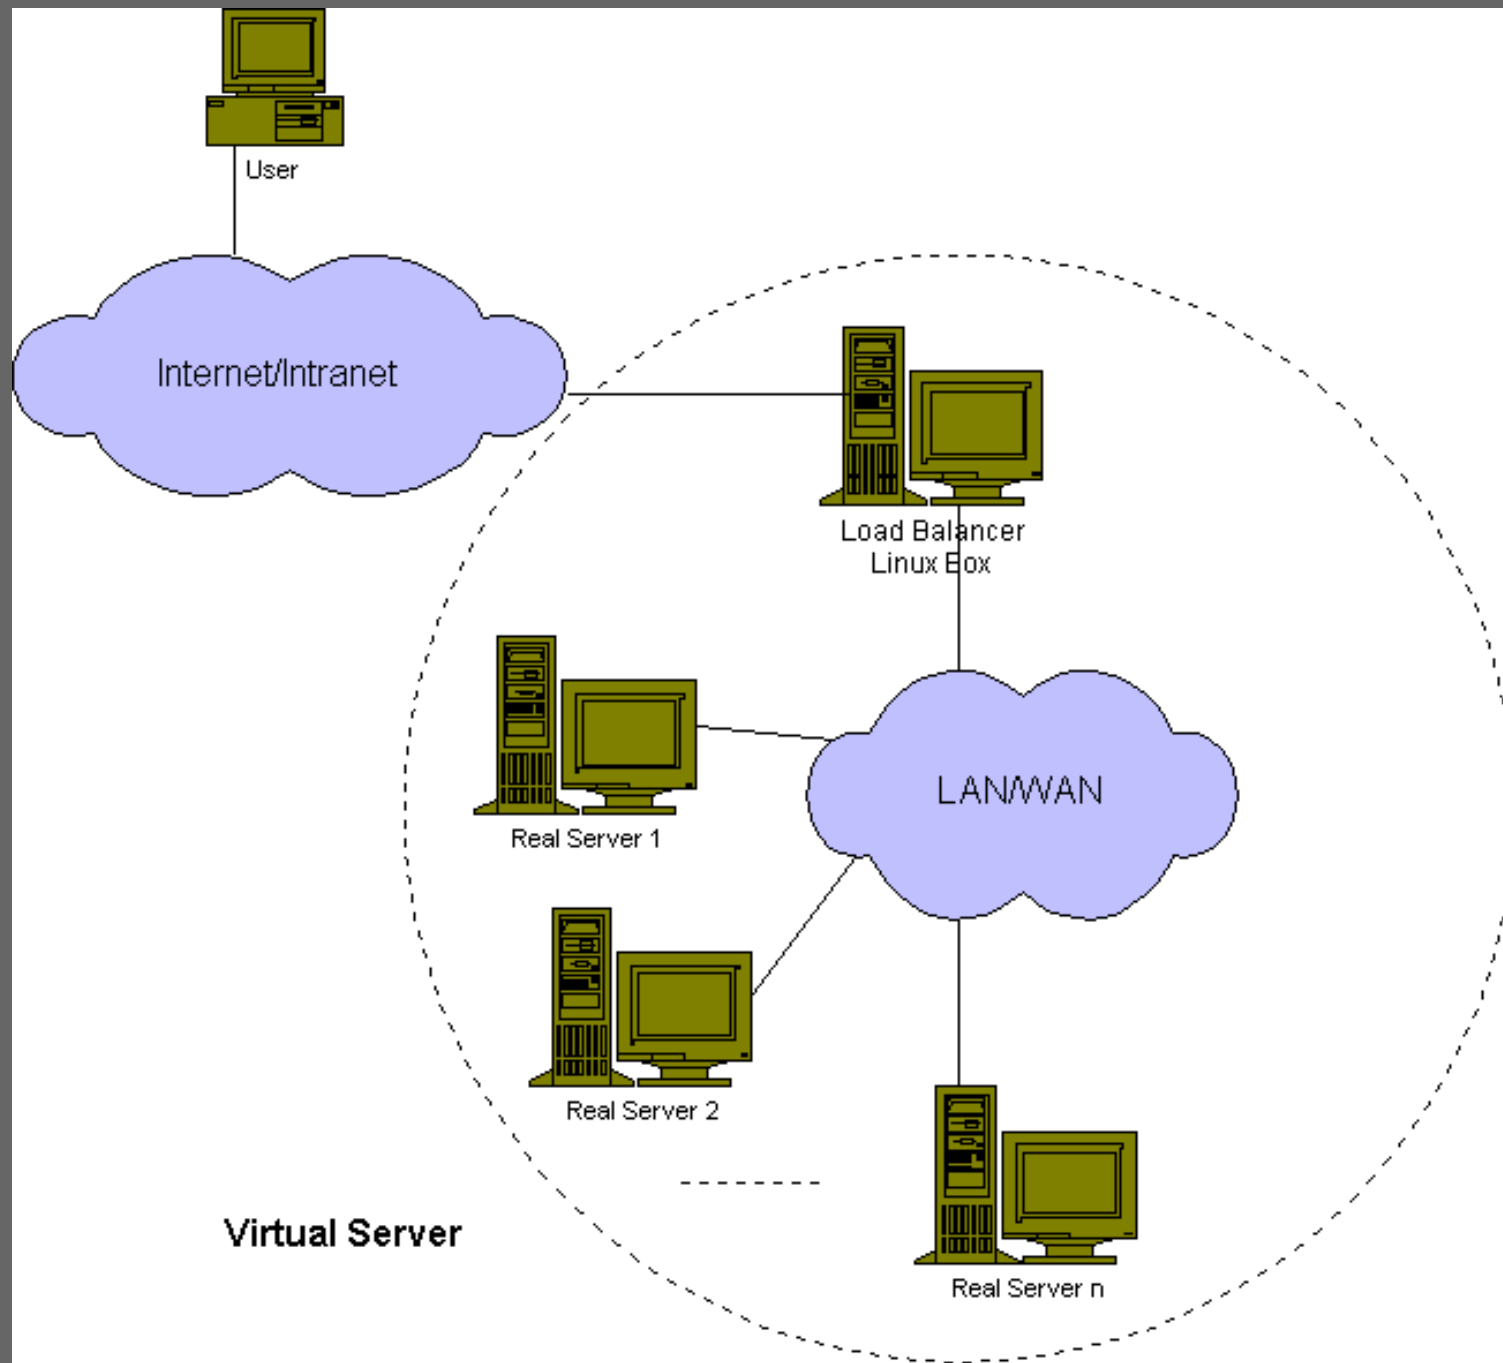 User
Internet/Intranet
Load Balancer
Linux Box
Real Server 1
LAN/WAN
Real Server 2
Virtual Server
Real Server n